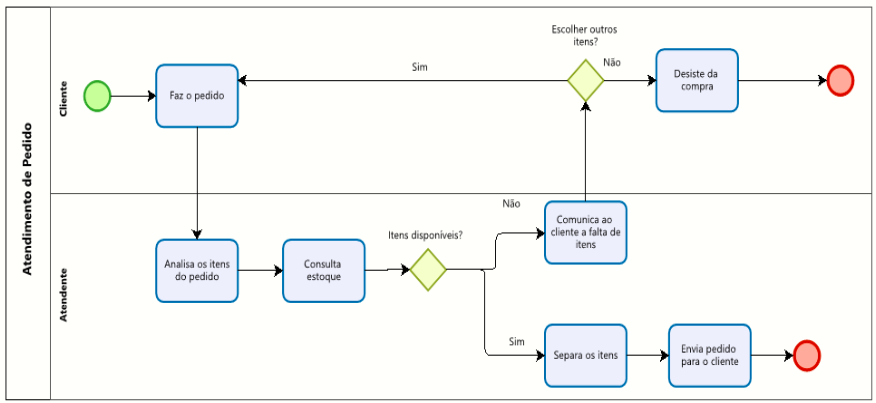 Atendimento de Pedido
Cliente
Faz o pedido
Sim
Escolher outros
itens?
Não
Desiste da
compra
Atendente
Analisa os itens
do pedido
Consulta
estoque
Itens disponíveis?
Não
Comunica ao
cliente a falta de
itens
Sim
Separa os itens
Envia pedido
para o cliente